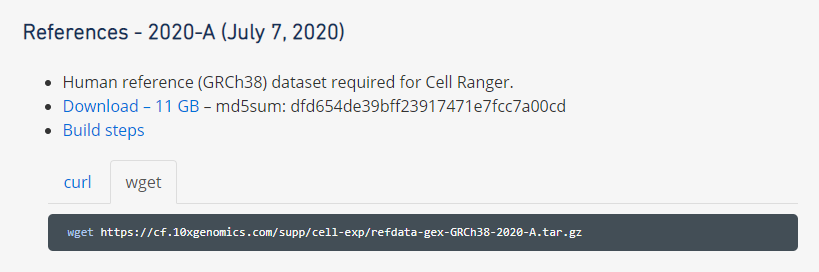 References - 2020-A (July 7, 2020)
• Human reference (GRCh38) dataset required for Cell Ranger.
• Download – 11 GB – md5sum: dfd654de39bff23917471e7fcc7a00cd
• Build steps
curl wget
wget https://cf.10xgenomics.com/supp/cell-exp/refdata-gex-GRCh38-2020-A.tar.gz